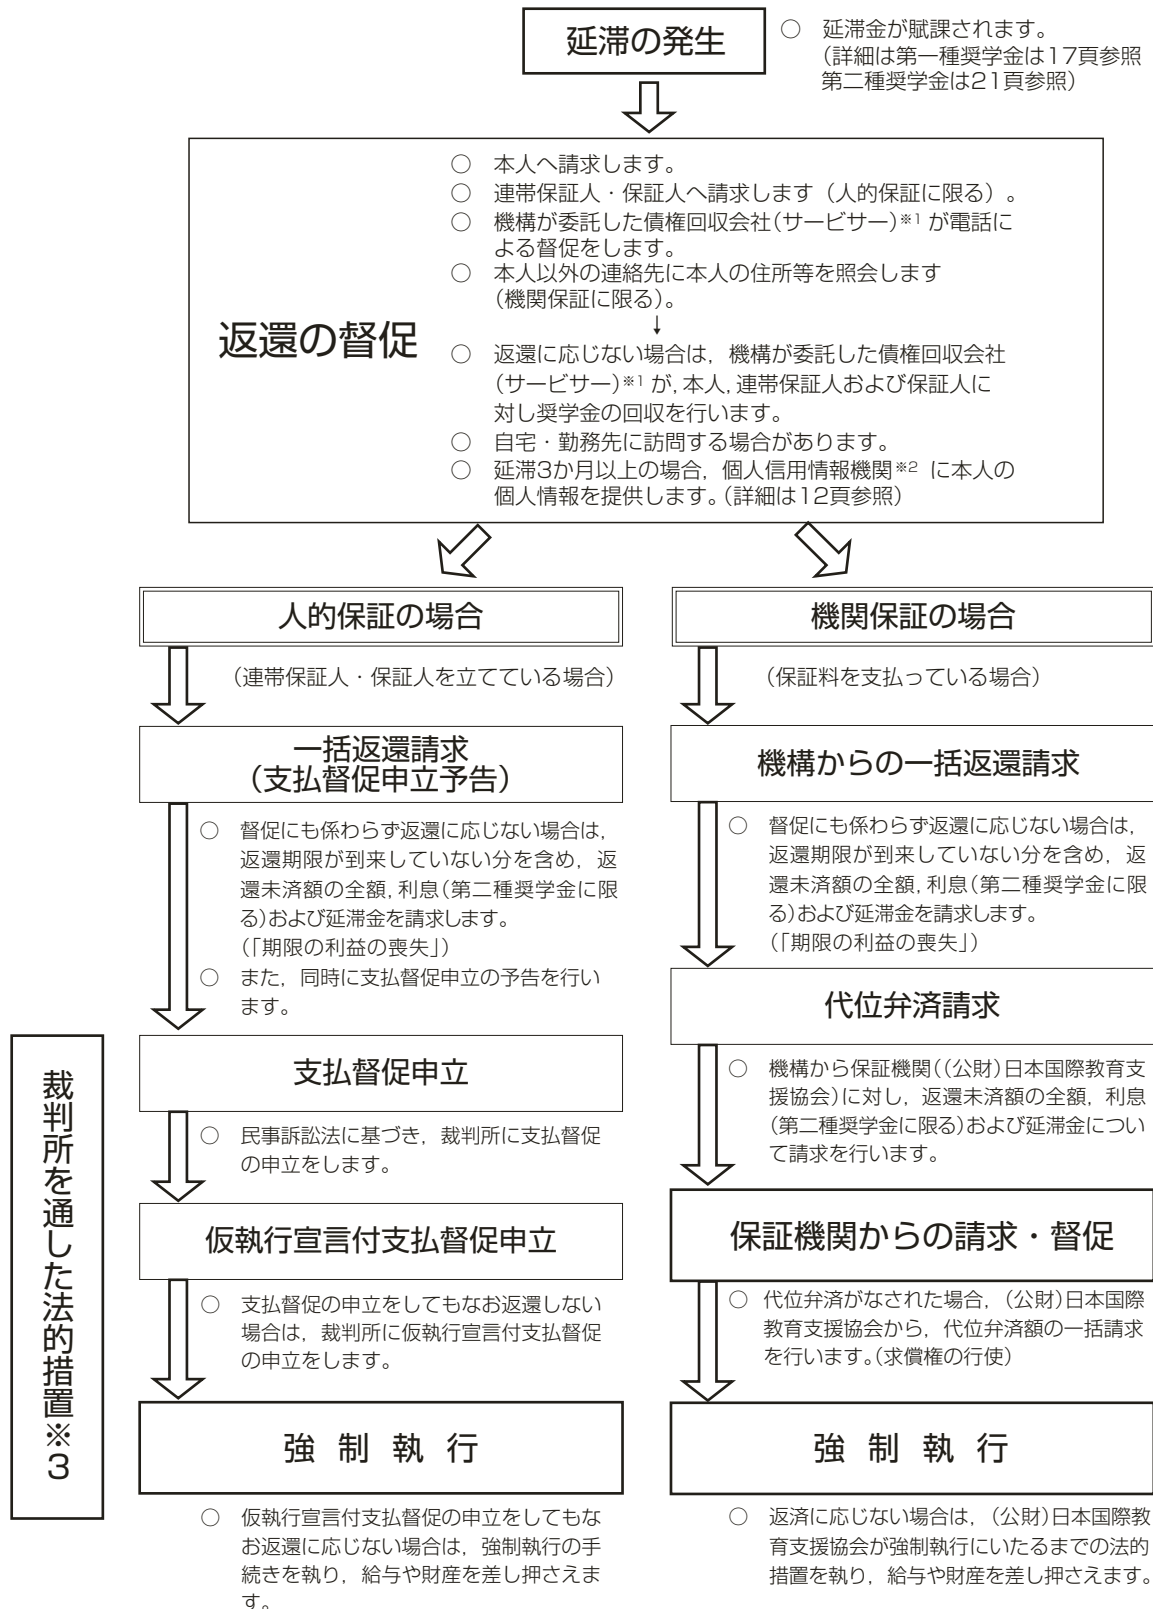 延滞の発生
○ 延滞金が賦課されます。
(詳細は第一種奨学金は17頁参照
第二種奨学金は21頁参照)
返還の督促
○ 本人へ請求します。
○ 連帯保証人・保証人へ請求します（人的保証に限る）。
○ 機構が委託した債権回収会社(サービサー)※1 が電話に
よる督促をします。
○ 本人以外の連絡先に本人の住所等を照会します
(機関保証に限る)。
↓
○ 返還に応じない場合は，機構が委託した債権回収会社
(サービサー)※1 が，本人，連帯保証人および保証人に
対し奨学金の回収を行います。
○ 自宅・勤務先に訪問する場合があります。
○ 延滞3か月以上の場合，個人信用情報機関※2 に本人の
個人情報を提供します。(詳細は12頁参照)
人的保証の場合
(連帯保証人・保証人を立てている場合)
一括返還請求
(支払督促申立予告)
○ 督促にも係わらず返還に応じない場合は，
返還期限が到来していない分を含め，返
還未済額の全額，利息(第二種奨学金に限
る)および延滞金を請求します。
(｢期限の利益の喪失｣)
○ また，同時に支払督促申立の予告を行い
ます。
支払督促申立
○ 民事訴訟法に基づき，裁判所に支払督促
の申立をします。
仮執行宣言付支払督促申立
○ 支払督促の申立をしてもなお返還しない
場合は，裁判所に仮執行宣言付支払督促
の申立をします。
強 制 執 行
○ 仮執行宣言付支払督促の申立をしてもな
お返還に応じない場合は，強制執行の手
続きを執り，給与や財産を差し押さえま
す。
機関保証の場合
(保証料を支払っている場合)
機構からの一括返還請求
○ 督促にも係わらず返還に応じない場合は，
返還期限が到来していない分を含め，返
還未済額の全額，利息(第二種奨学金に限
る)および延滞金を請求します。
(｢期限の利益の喪失｣)
代位弁済請求
○ 機構から保証機関((公財)日本国際教育支
援協会)に対し，返還未済額の全額，利息
(第二種奨学金に限る)および延滞金につい
て請求を行います。
保証機関からの請求・督促
○ 代位弁済がなされた場合，(公財)日本国際
教育支援協会から，代位弁済額の一括請求
を行います。(求償権の行使)
強 制 執 行
○ 返済に応じない場合は，(公財)日本国際教
育支援協会が強制執行にいたるまでの法的
措置を執り，給与や財産を差し押さえます。
裁判所を通した法的措置※3